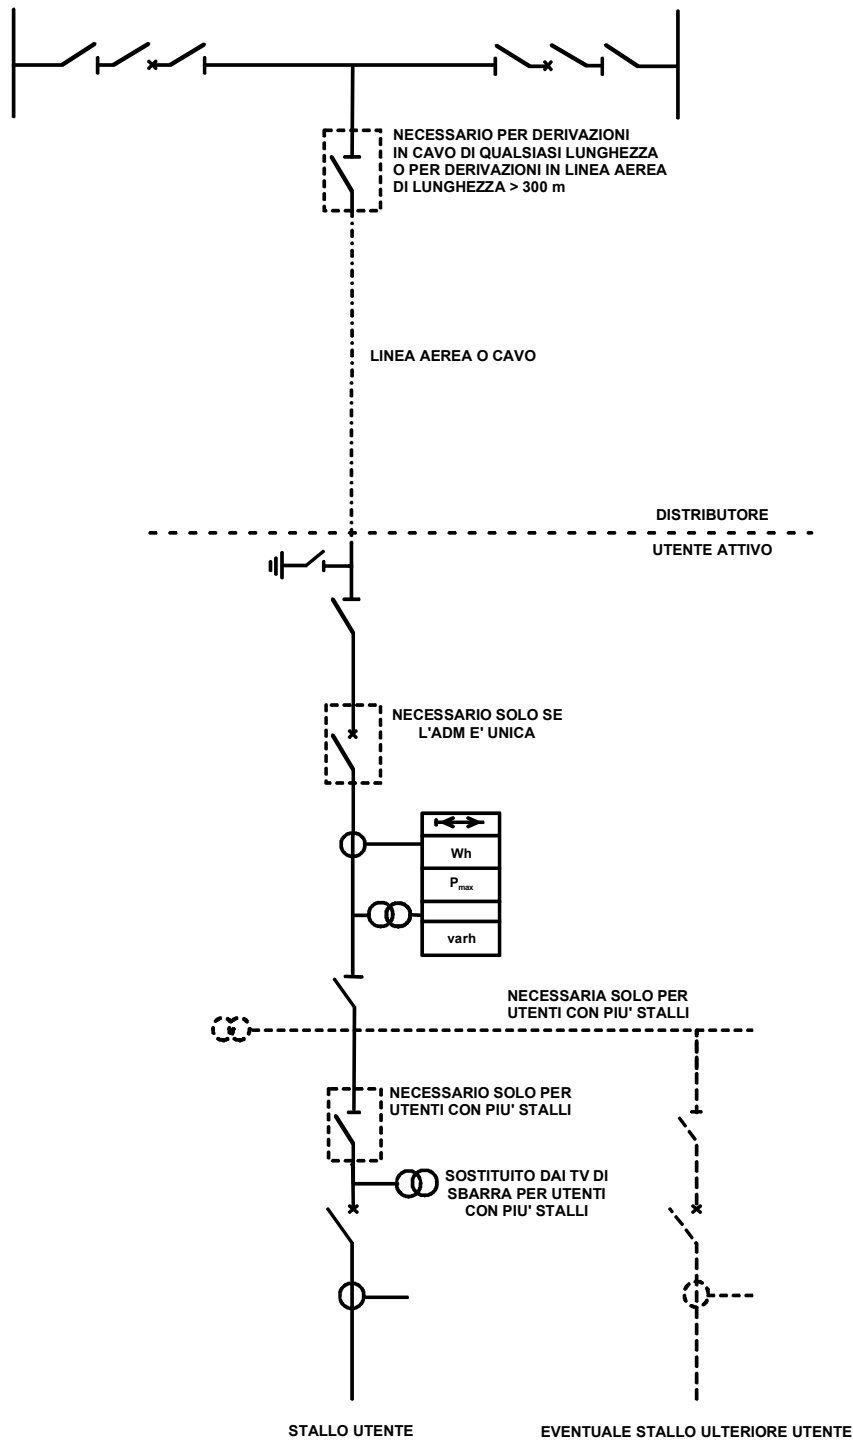 NECESSARIO PER DERIVAZIONI
IN CAVO DI QUALSIASI LUNGHEZZA
O PER DERIVAZIONI IN LINEA AEREA
DI LUNGHEZZA > 300 m
LINEA AEREA O CAVO
DISTRIBUTORE
UTENTE ATTIVO
NECESSARIO SOLO SE
L'ADM E' UNICA
Wh
Pmax
varh
NECESSARIA SOLO PER
UTENTI CON PIU' STALLI
NECESSARIO SOLO PER
UTENTI CON PIU' STALLI
SOSTITUITO DAI TV DI
SBARRA PER UTENTI
CON PIU' STALLI
STALLO UTENTE
EVENTUALE STALLO ULTERIORE UTENTE